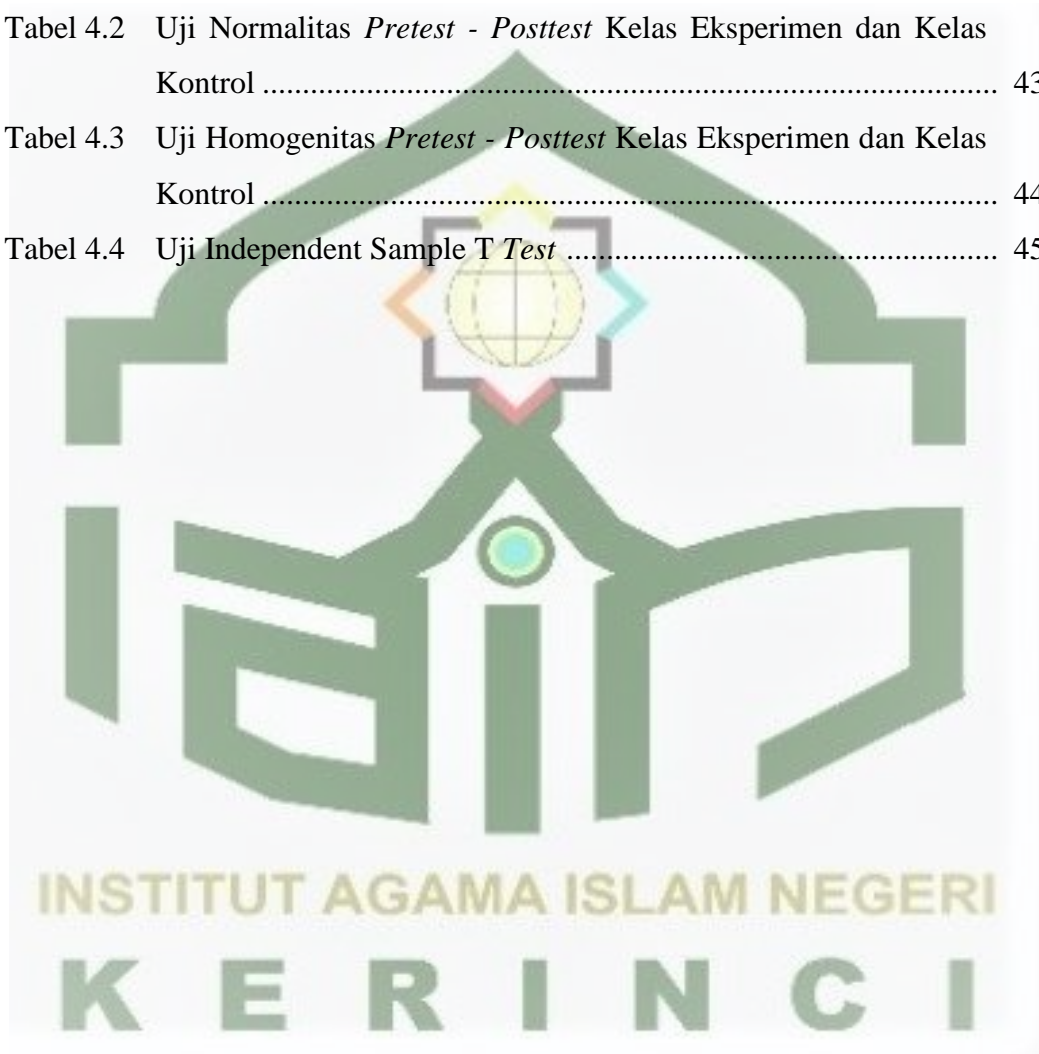 Tabel 4.2 Uji Normalitas Pretest - Posttest Kelas Eksperimen dan Kelas
Kontrol ........................................................................................... 43
Tabel 4.3 Uji Homogenitas Pretest - Posttest Kelas Eksperimen dan Kelas
Kontrol ........................................................................................... 44
Tabel 4.4 Uji Independent Sample T Test ..................................................... 45
iain
INSTITUT AGAMA ISLAM NEGERI
KERINCI